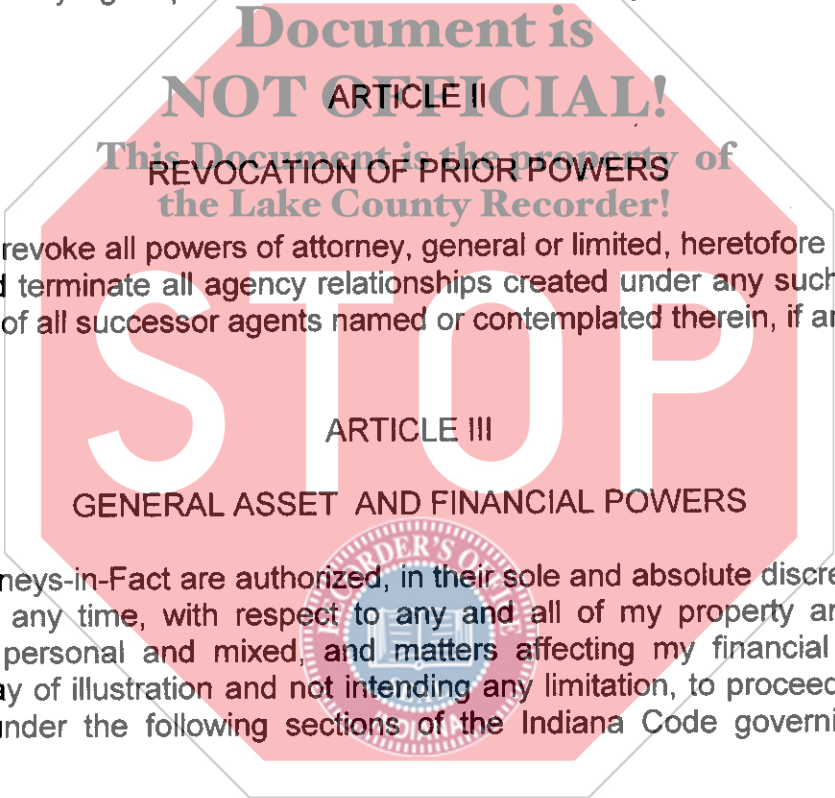 Document is
NOT OFFICIAL!
ARTICLE II
This Document is the property of
REVOCATION OF PRIOR POWERS
the Lake County Recorder!
revoke all powers of attorney, general or limited, heretofore
terminate all agency relationships created under any such
of all successor agents named or contemplated therein, if
STOP
ARTICLE III
GENERAL ASSET AND FINANCIAL POWERS
RECORDER'S OFFICE
neys-in-Fact are authorized, in their sole and absolute discre
any time, with respect to any and all of my property
personal and mixed, and matters affecting my financial
ay of illustration and not intending any limitation, to proceed
under the following sections of the Indiana Code governi
INDIANA